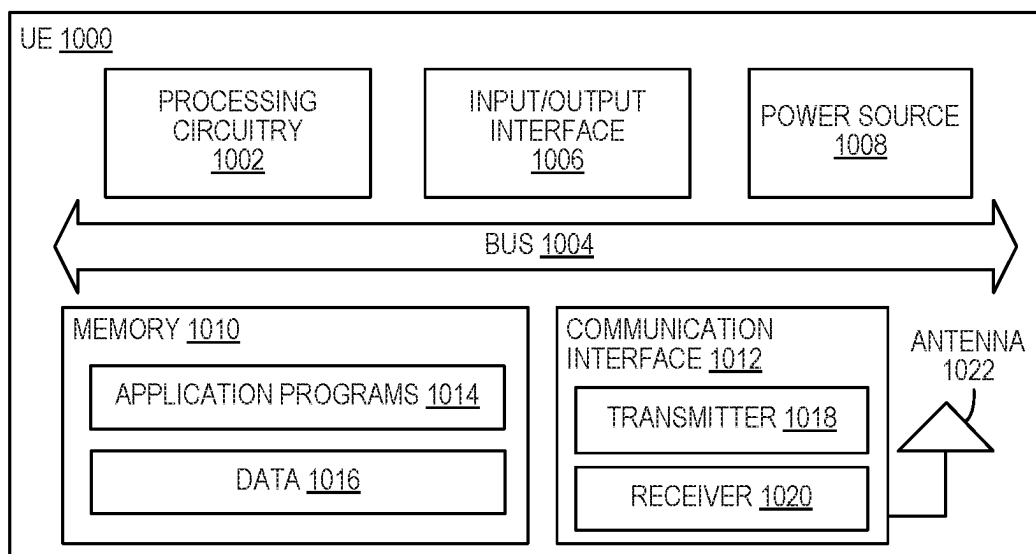 UE 1000
PROCESSING
CIRCUITRY
1002
INPUT/OUTPUT
INTERFACE
1006
POWER SOURCE
1008
BUS 1004
MEMORY 1010
APPLICATION PROGRAMS 1014
DATA 1016
COMMUNICATION
INTERFACE 1012
TRANSMITTER 1018
RECEIVER 1020
ANTENNA
1022